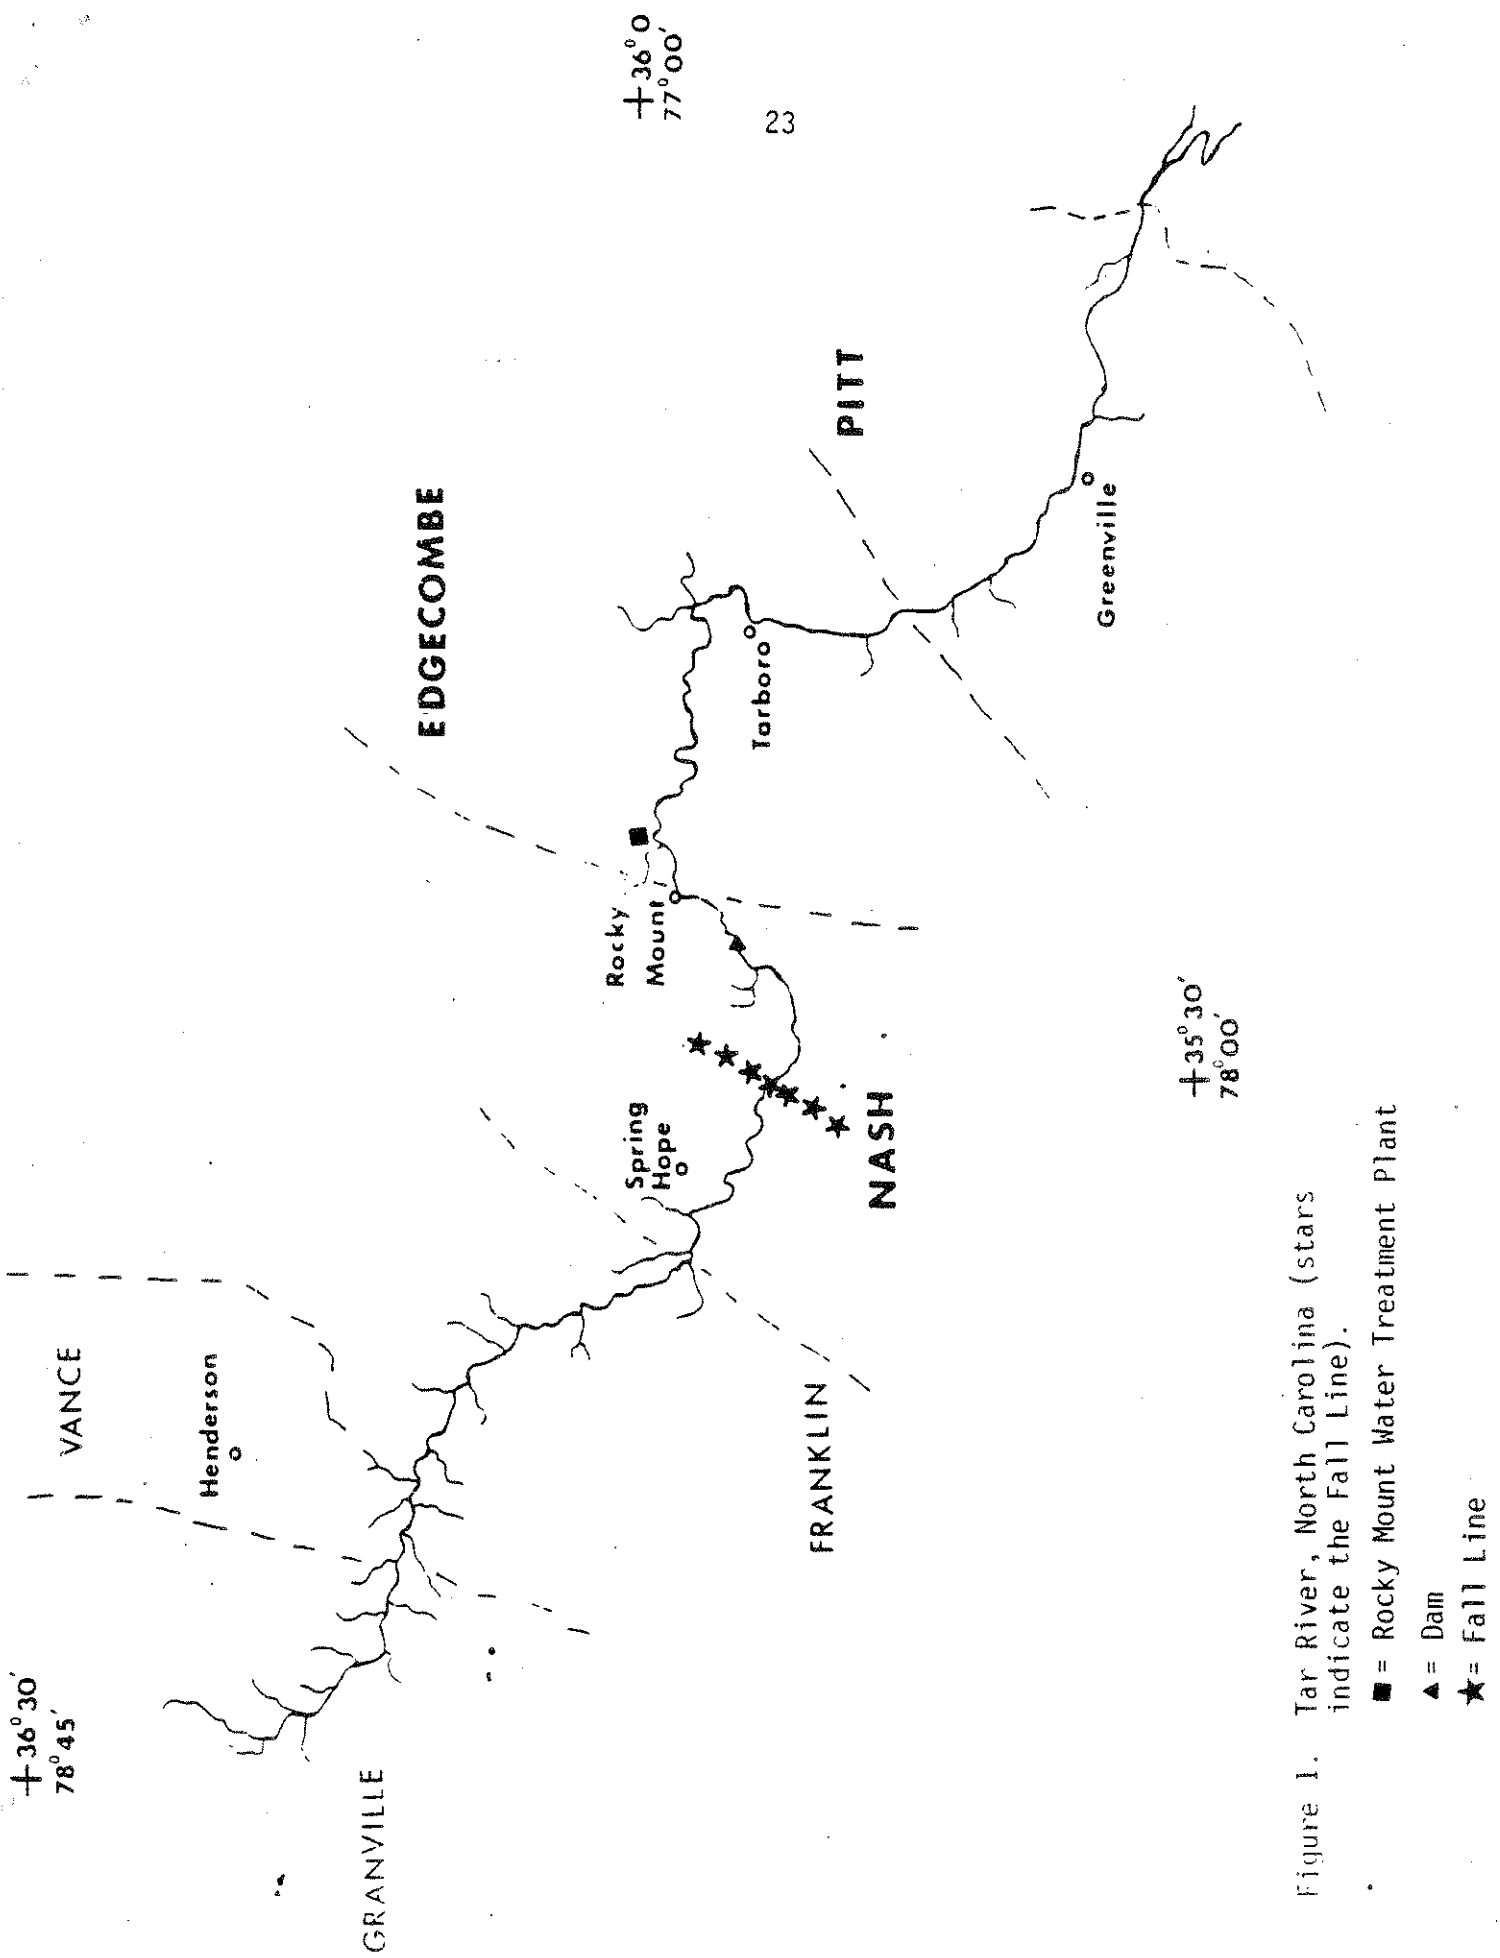 +36°30′
78°45′
VANCE
Henderson
GRANVILLE
FRANKLIN
Spring
Hope
NASH
Rocky
Mount
EDGECOMBE
Tarboro
PITT
Greenville
+36°0
77°00′
23
+35°30′
78°00′
Figure 1. Tar River, North Carolina (stars
indicate the Fall Line).
■ = Rocky Mount Water Treatment Plant
▲ = Dam
★ = Fall Line